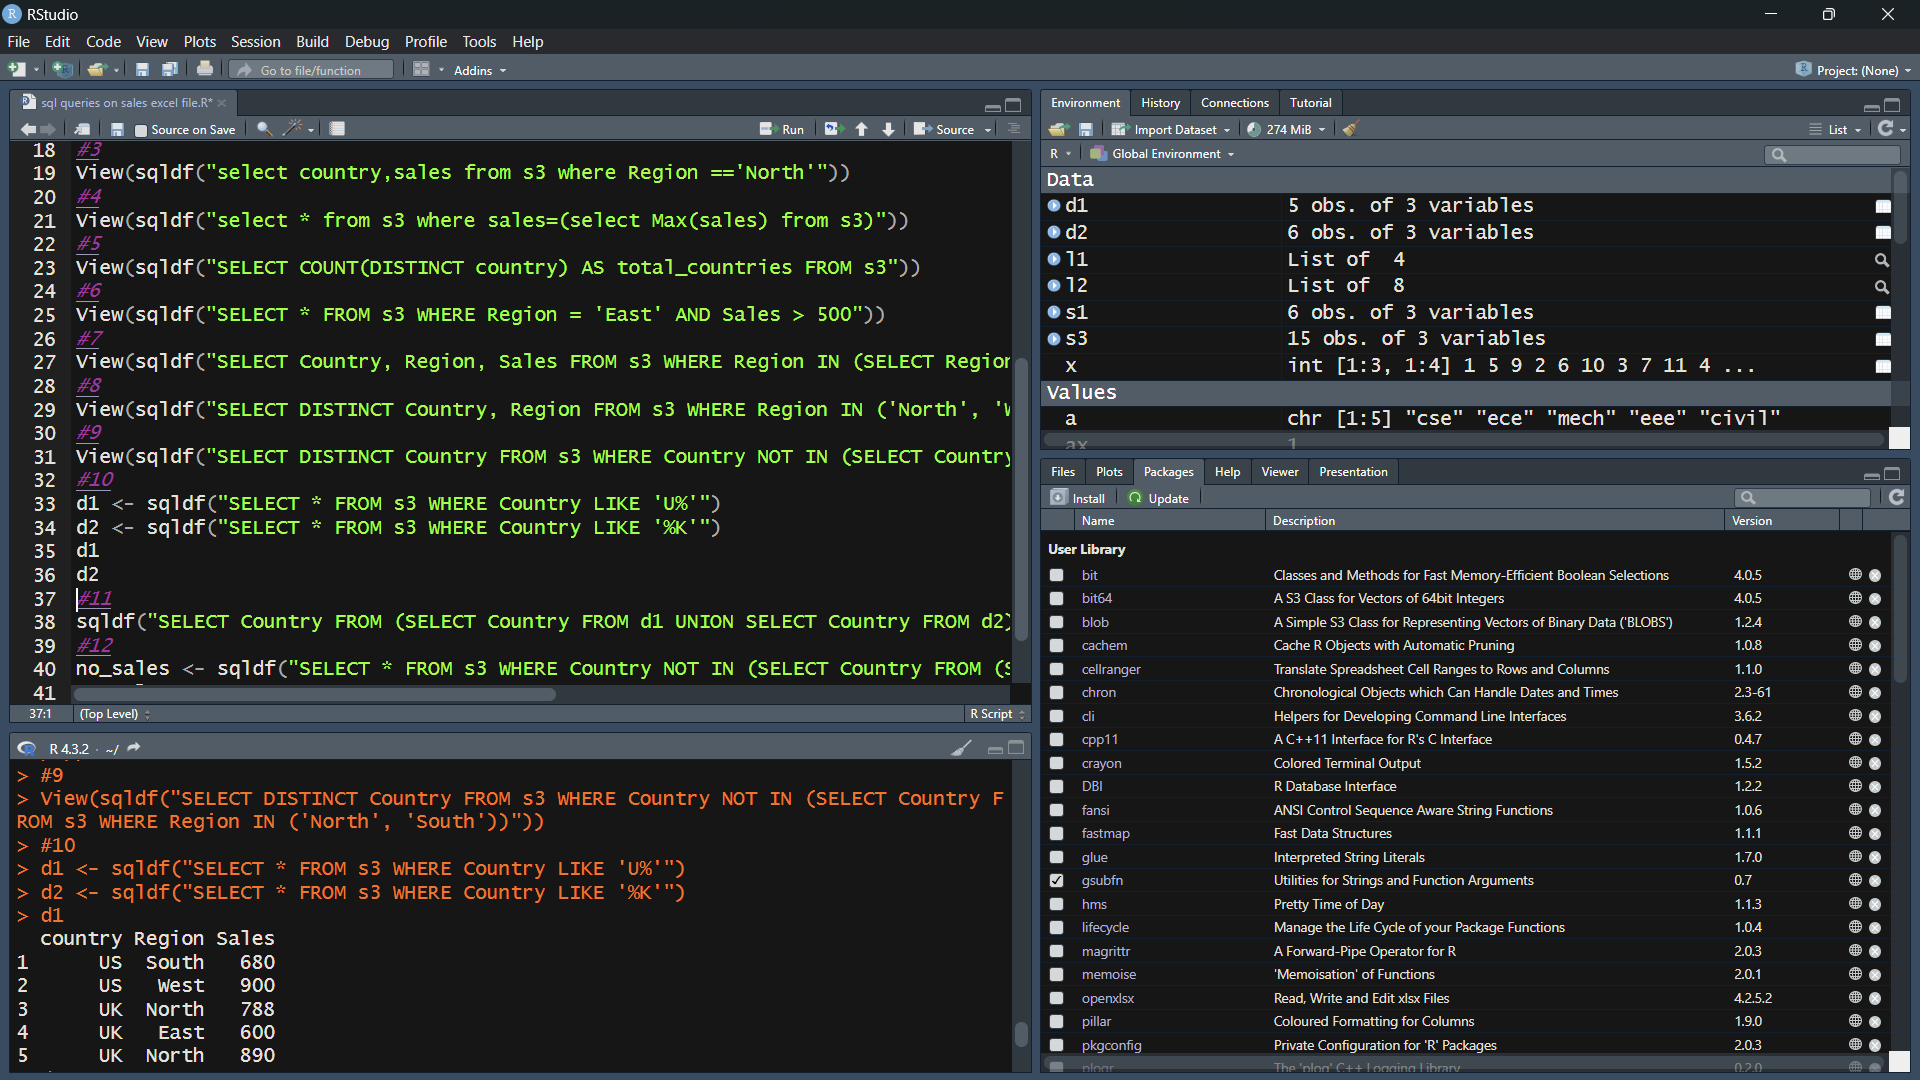 RStudio
File Edit Code View Plots Session Build Debug Profile Tools Help
Go to file/function Addins Project: (None)
sql queries on sales excel file.R*
Source on Save Run Source
18 #3
19 View(sqldf("select country,sales from s3 where Region =='North'"))
20 #4
21 View(sqldf("select * from s3 where sales=(select Max(sales) from s3)"))
22 #5
23 View(sqldf("SELECT COUNT(DISTINCT country) AS total_countries FROM s3"))
24 #6
25 View(sqldf("SELECT * FROM s3 WHERE Region = 'East' AND Sales > 500"))
26 #7
27 View(sqldf("SELECT Country, Region, Sales FROM s3 WHERE Region IN (SELECT Region
28 #8
29 View(sqldf("SELECT DISTINCT Country, Region FROM s3 WHERE Region IN ('North', 'W
30 #9
31 View(sqldf("SELECT DISTINCT Country FROM s3 WHERE Country NOT IN (SELECT Country
32 #10
33 d1 <- sqldf("SELECT * FROM s3 WHERE Country LIKE 'U%'")
34 d2 <- sqldf("SELECT * FROM s3 WHERE Country LIKE '%K'")
35 d1
36 d2
37 #11
38 sqldf("SELECT Country FROM (SELECT Country FROM d1 UNION SELECT Country FROM d2)
39 #12
40 no_sales <- sqldf("SELECT * FROM s3 WHERE Country NOT IN (SELECT Country FROM (S
41
37:1 (Top Level) R Script
R 4.3.2 · ~/
> #9
> View(sqldf("SELECT DISTINCT Country FROM s3 WHERE Country NOT IN (SELECT Country F
ROM s3 WHERE Region IN ('North', 'South'))"))
> #10
> d1 <- sqldf("SELECT * FROM s3 WHERE Country LIKE 'U%'")
> d2 <- sqldf("SELECT * FROM s3 WHERE Country LIKE '%K'")
> d1
country Region Sales
1 US South 680
2 US West 900
3 UK North 788
4 UK East 600
5 UK North 890
Environment History Connections Tutorial
Import Dataset 274 MiB List
R Global Environment
Data
d1 5 obs. of 3 variables
d2 6 obs. of 3 variables
l1 List of 4
l2 List of 8
s1 6 obs. of 3 variables
s3 15 obs. of 3 variables
x int [1:3, 1:4] 1 5 9 2 6 10 3 7 11 4 ...
Values
a chr [1:5] "cse" "ece" "mech" "eee" "civil"
ax 1
Files Plots Packages Help Viewer Presentation
Install Update
Name Description Version
User Library
bit Classes and Methods for Fast Memory-Efficient Boolean Selections 4.0.5
bit64 A S3 Class for Vectors of 64bit Integers 4.0.5
blob A Simple S3 Class for Representing Vectors of Binary Data ('BLOBS') 1.2.4
cachem Cache R Objects with Automatic Pruning 1.0.8
cellranger Translate Spreadsheet Cell Ranges to Rows and Columns 1.1.0
chron Chronological Objects which Can Handle Dates and Times 2.3-61
cli Helpers for Developing Command Line Interfaces 3.6.2
cpp11 A C++11 Interface for R's C Interface 0.4.7
crayon Colored Terminal Output 1.5.2
DBI R Database Interface 1.2.2
fansi ANSI Control Sequence Aware String Functions 1.0.6
fastmap Fast Data Structures 1.1.1
glue Interpreted String Literals 1.7.0
gsubfn Utilities for Strings and Function Arguments 0.7
hms Pretty Time of Day 1.1.3
lifecycle Manage the Life Cycle of your Package Functions 1.0.4
magrittr A Forward-Pipe Operator for R 2.0.3
memoise 'Memoisation' of Functions 2.0.1
openxlsx Read, Write and Edit xlsx Files 4.2.5.2
pillar Coloured Formatting for Columns 1.9.0
pkgconfig Private Configuration for 'R' Packages 2.0.3
plogr The 'plog' C++ Logging Library 0.2.0